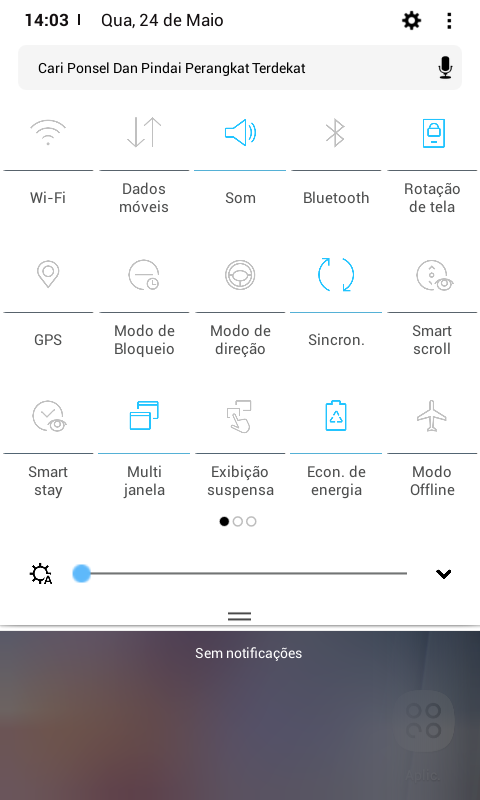 14:03 Qua, 24 de Maio
Cari Ponsel Dan Pindai Perangkat Terdekat
Wi-Fi
Dados
móveis
Som
Bluetooth
Rotação
de tela
GPS
Modo de
Bloqueio
Modo de
direção
Sincron.
Smart
scroll
Smart
stay
Multi
janela
Exibição
suspensa
Econ. de
energia
Modo
Offline
Sem notificações